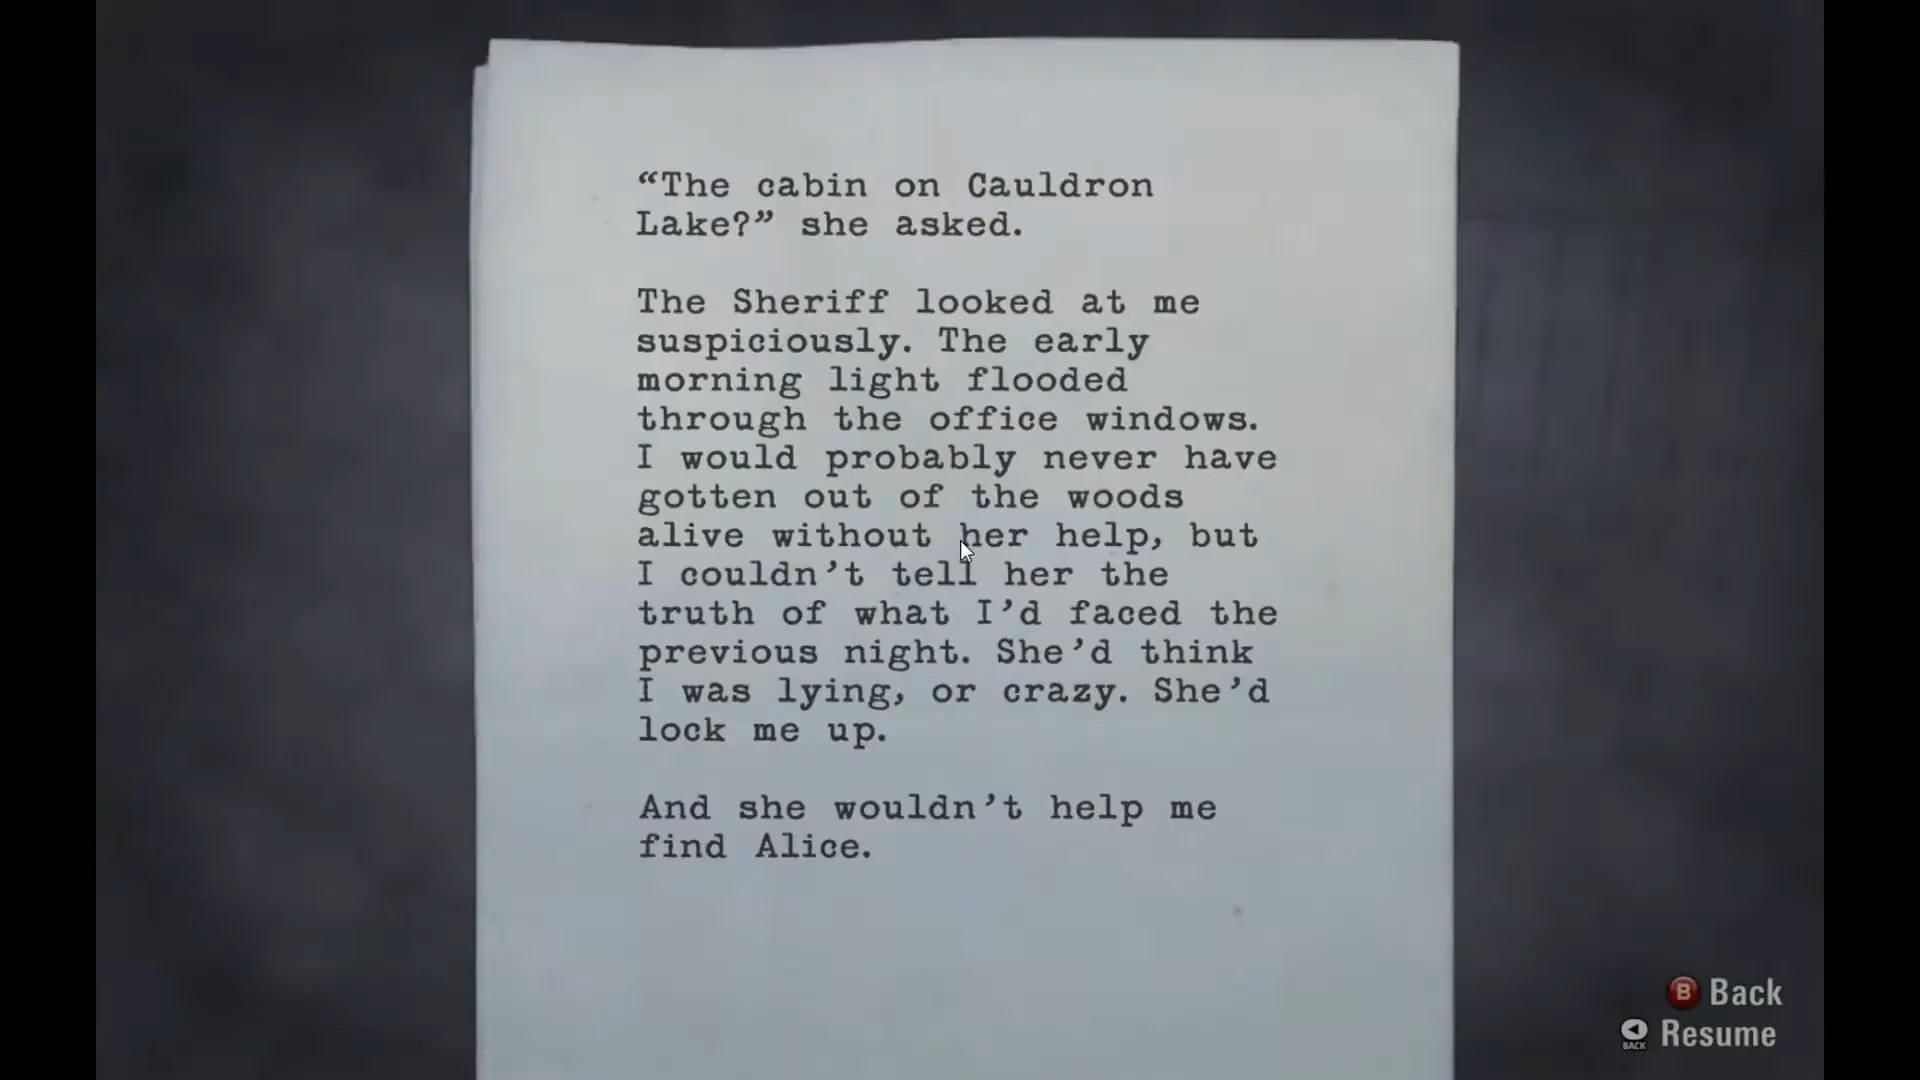 “The cabin on Cauldron
Lake?” she asked.
The Sheriff looked at me
suspiciously. The early
morning light flooded
through the office windows.
I would probably never have
gotten out of the woods
alive without her help, but
I couldn’t tell her the
truth of what I’d faced the
previous night. She’d think
I was lying, or crazy. She’d
lock me up.
And she wouldn’t help me
find Alice.
B Back
BACK Resume